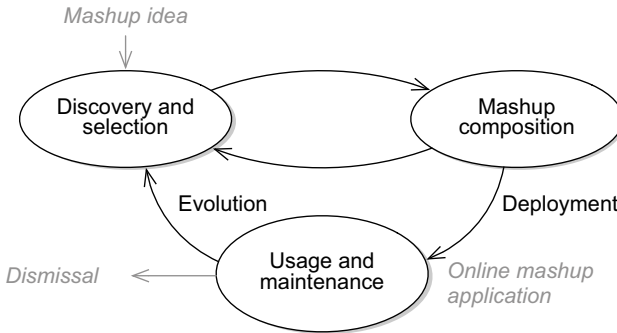 Mashup idea
Discovery and
selection
Mashup
composition
Evolution
Deployment
Usage and
maintenance
Dismissal
Online mashup
application